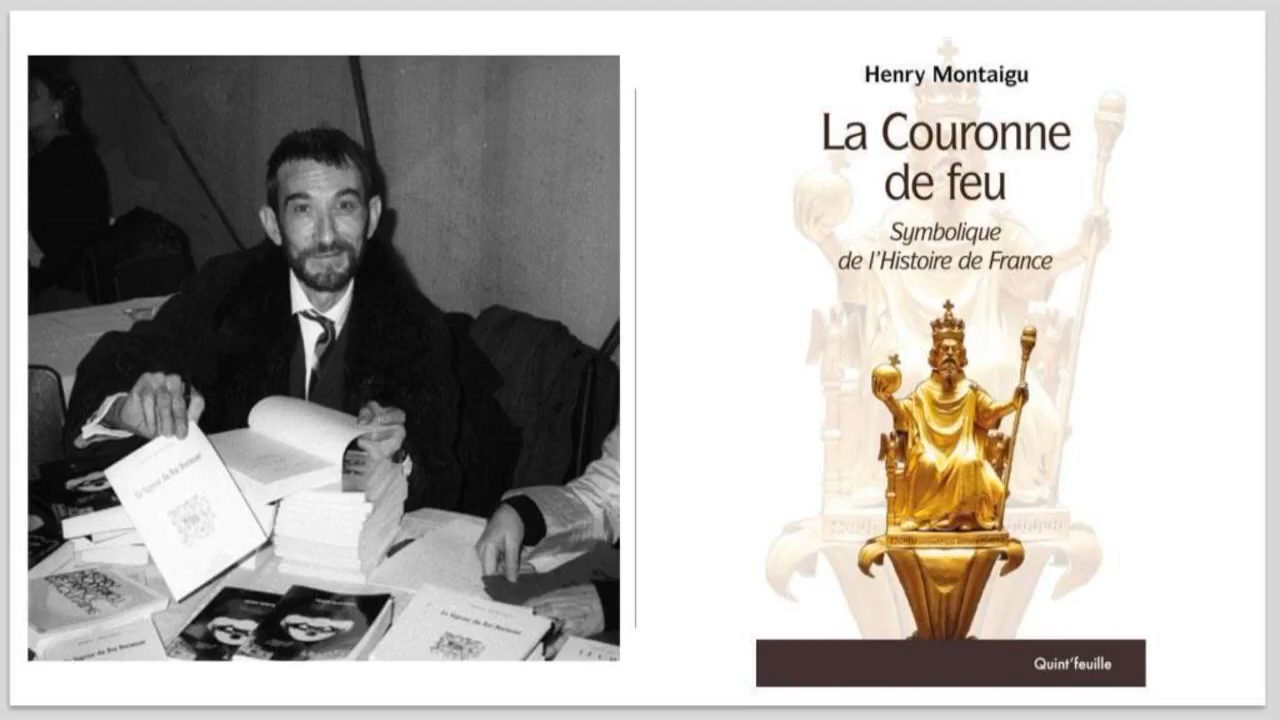 Henry Montaigu
La Couronne
de feu
Symbolique
de l'Histoire de France
Quint'feuille